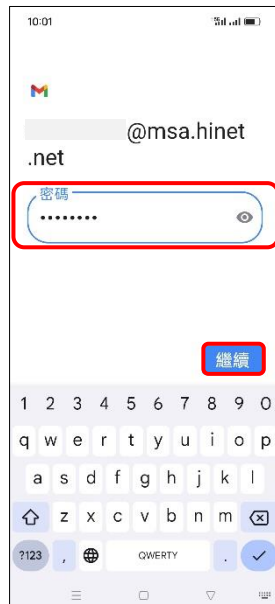 10:01
@msa.hinet
.net
密碼
••••••••
繼續
1 2 3 4 5 6 7 8 9 0
q w e r t y u i o p
a s d f g h j k l
z x c v b n m
?123 , QWERTY .